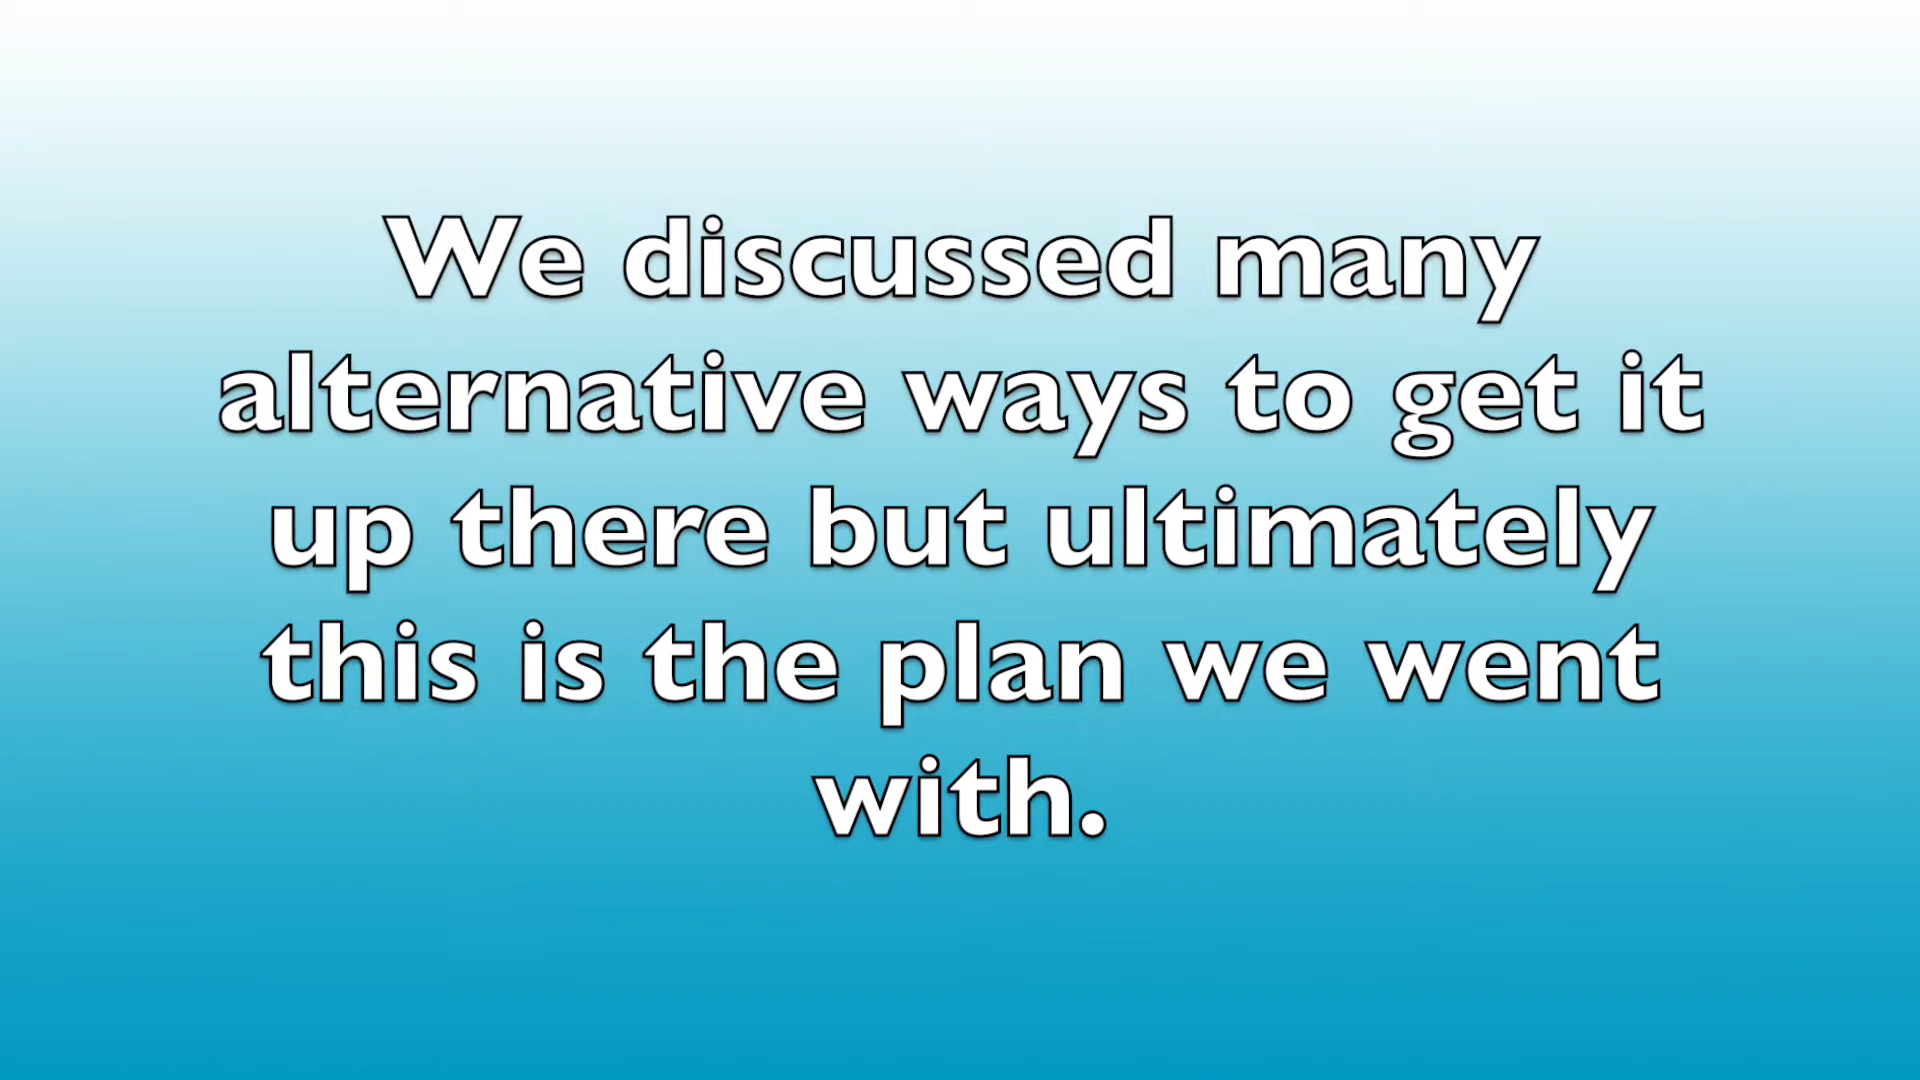 We discussed many
alternative ways to get it
up there but ultimately
this is the plan we went
with.